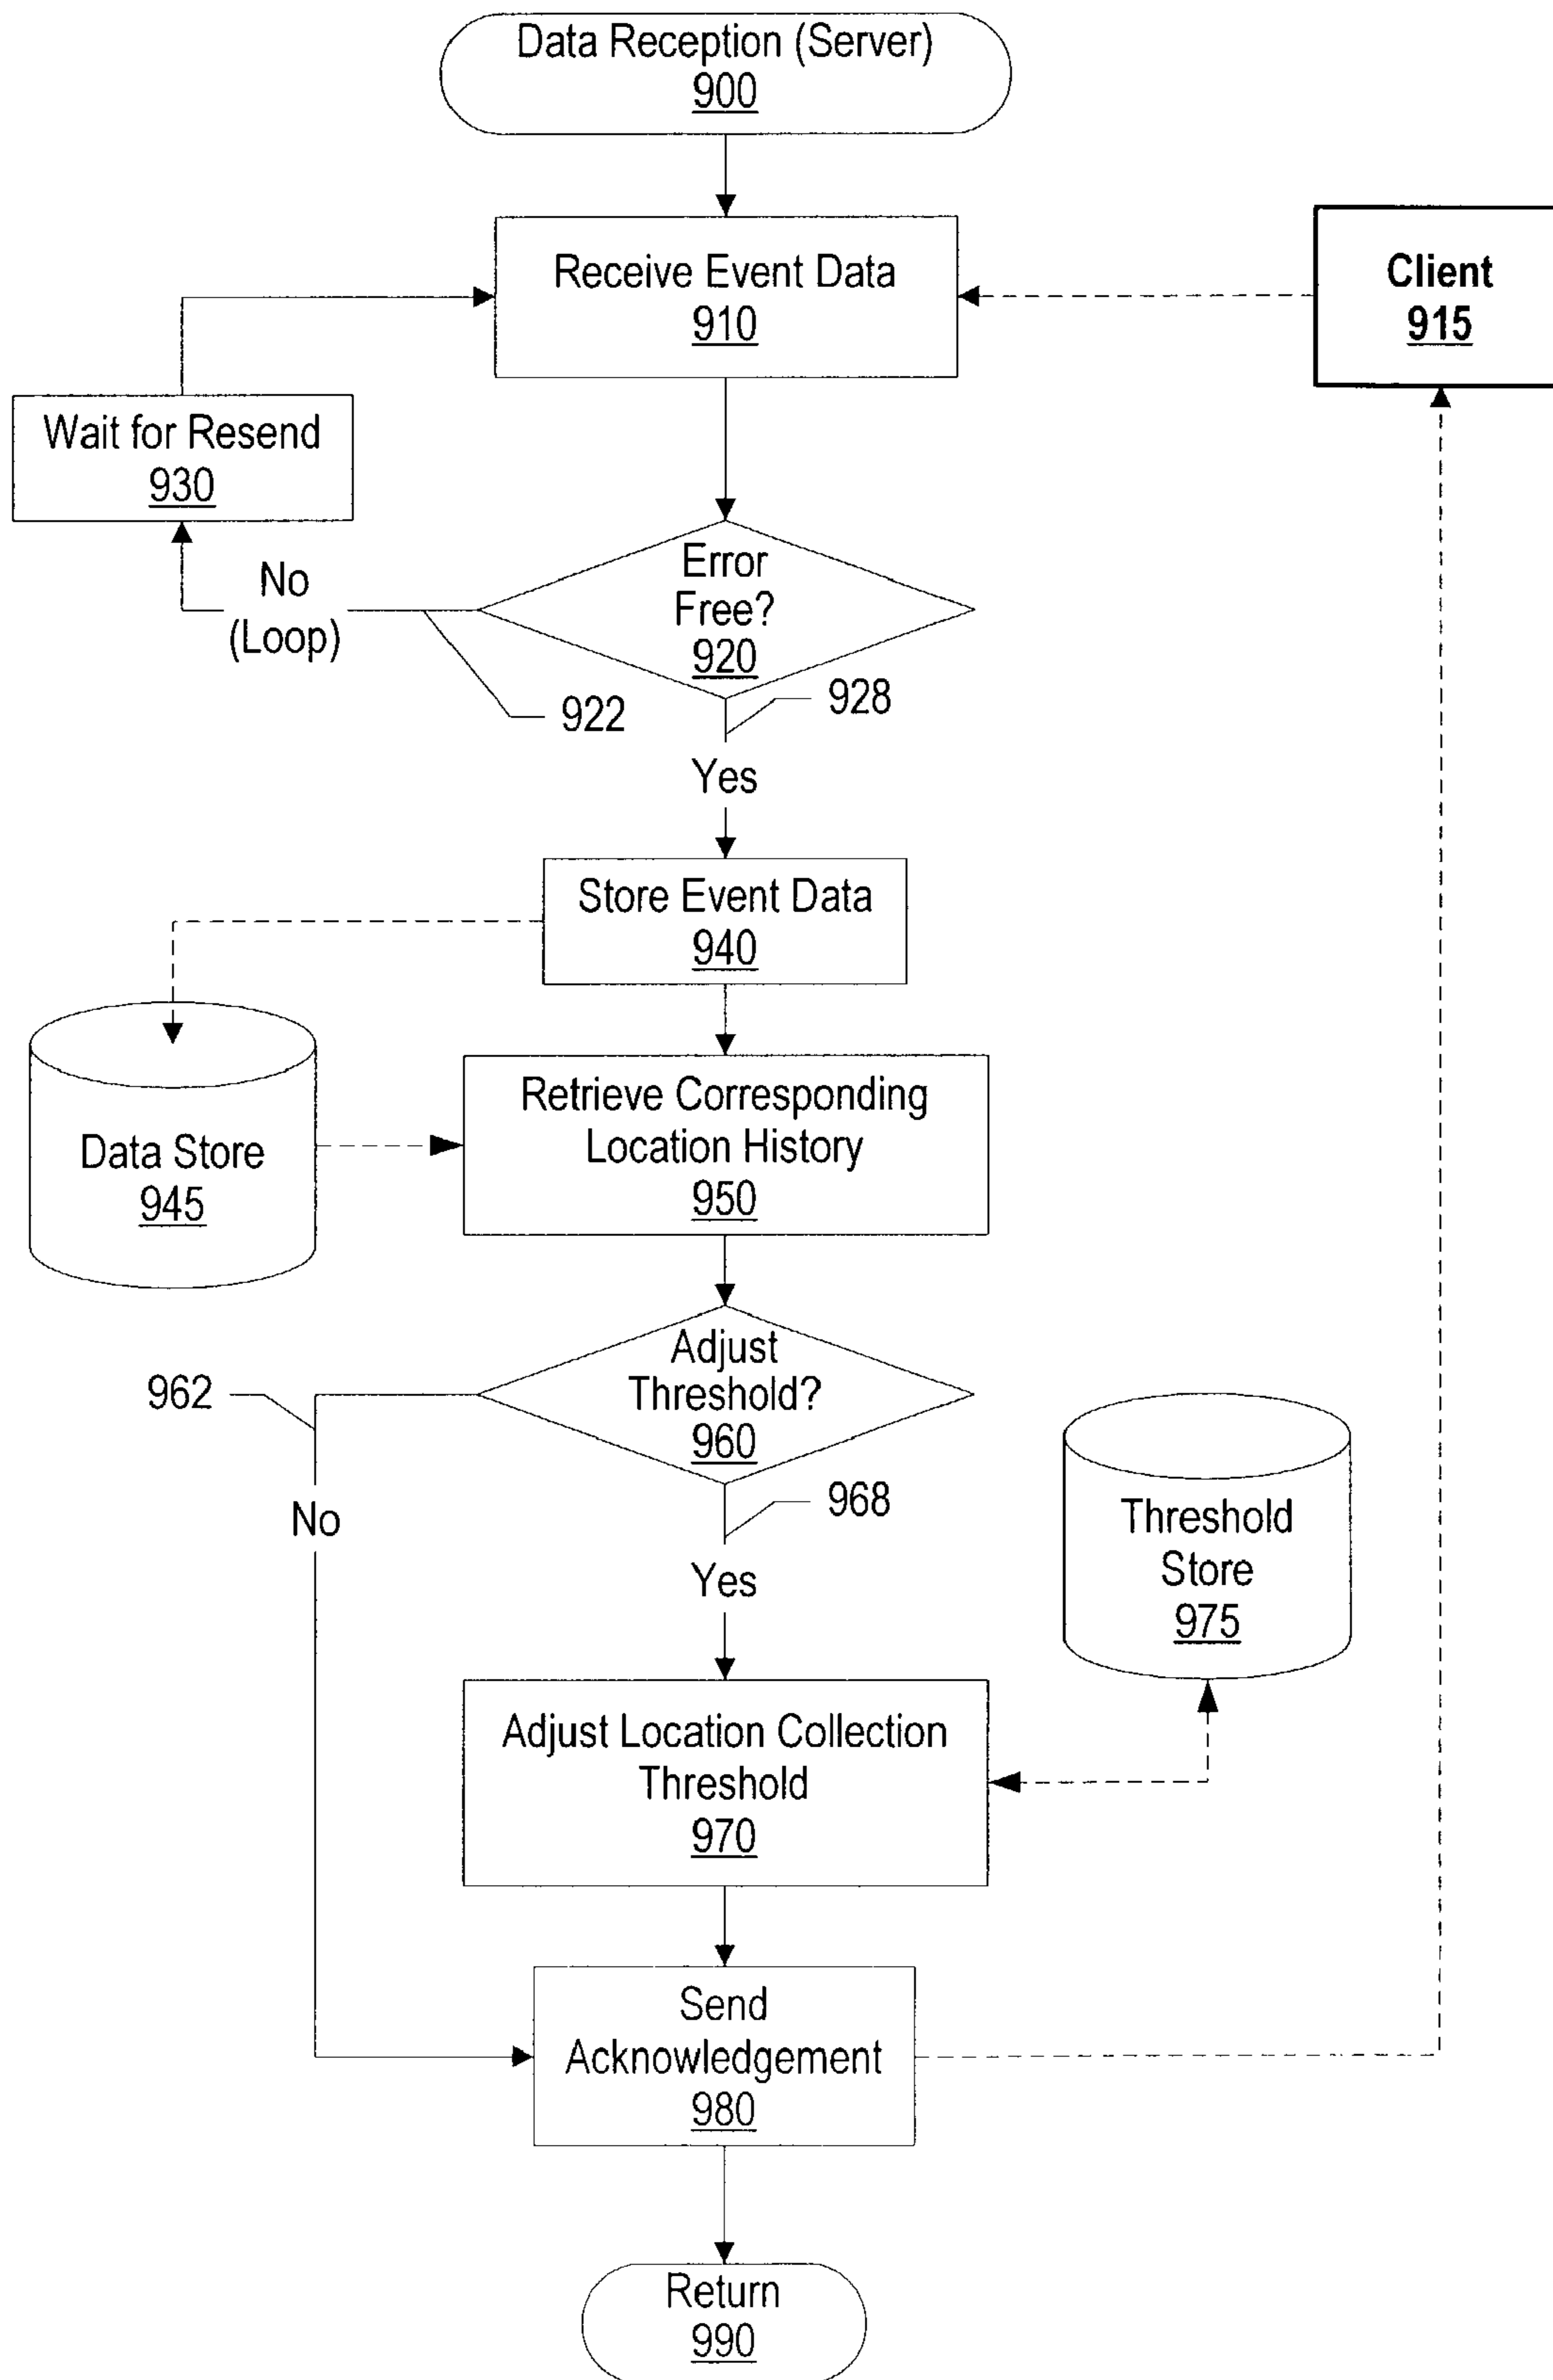 Data Reception (Server)
900
Receive Event Data
910
Client
915
Wait for Resend
930
No
(Loop)
Error
Free?
920
922
928
Yes
Store Event Data
940
Data Store
945
Retrieve Corresponding
Location History
950
Adjust
Threshold?
960
962
968
No
Yes
Threshold
Store
975
Adjust Location Collection
Threshold
970
Send
Acknowledgement
980
Return
990